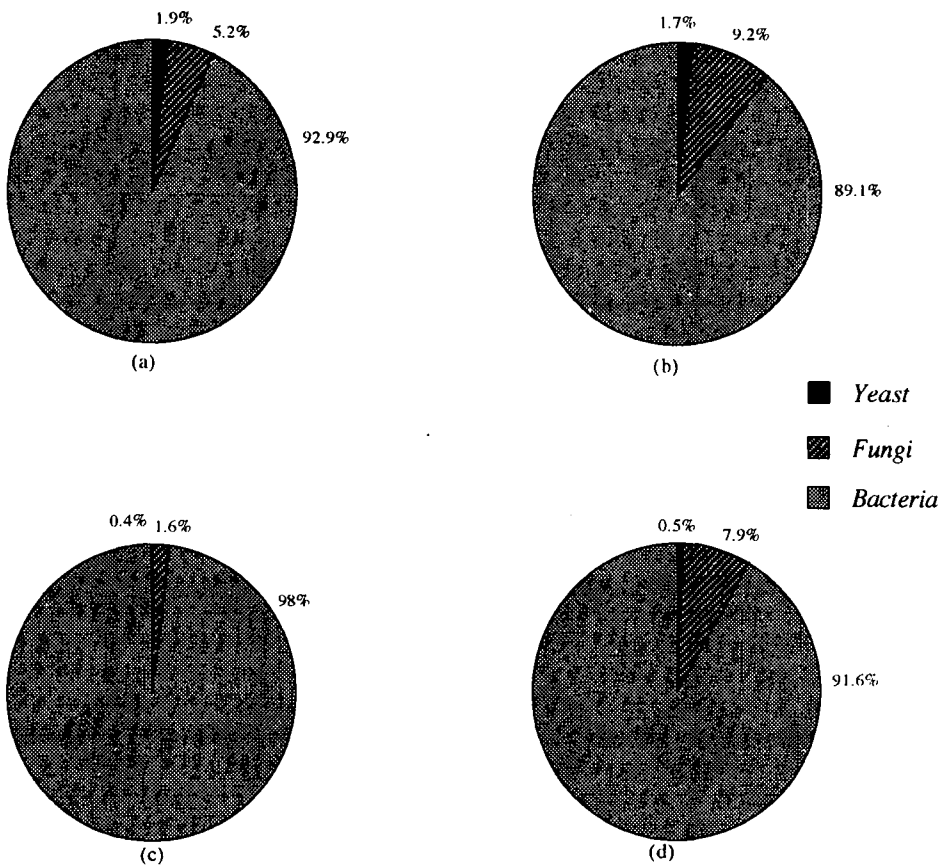 1.9%
5.2%
92.9%
(a)
1.7%
9.2%
89.1%
(b)
Yeast
Fungi
Bacteria
0.4%
1.6%
98%
(c)
0.5%
7.9%
91.6%
(d)